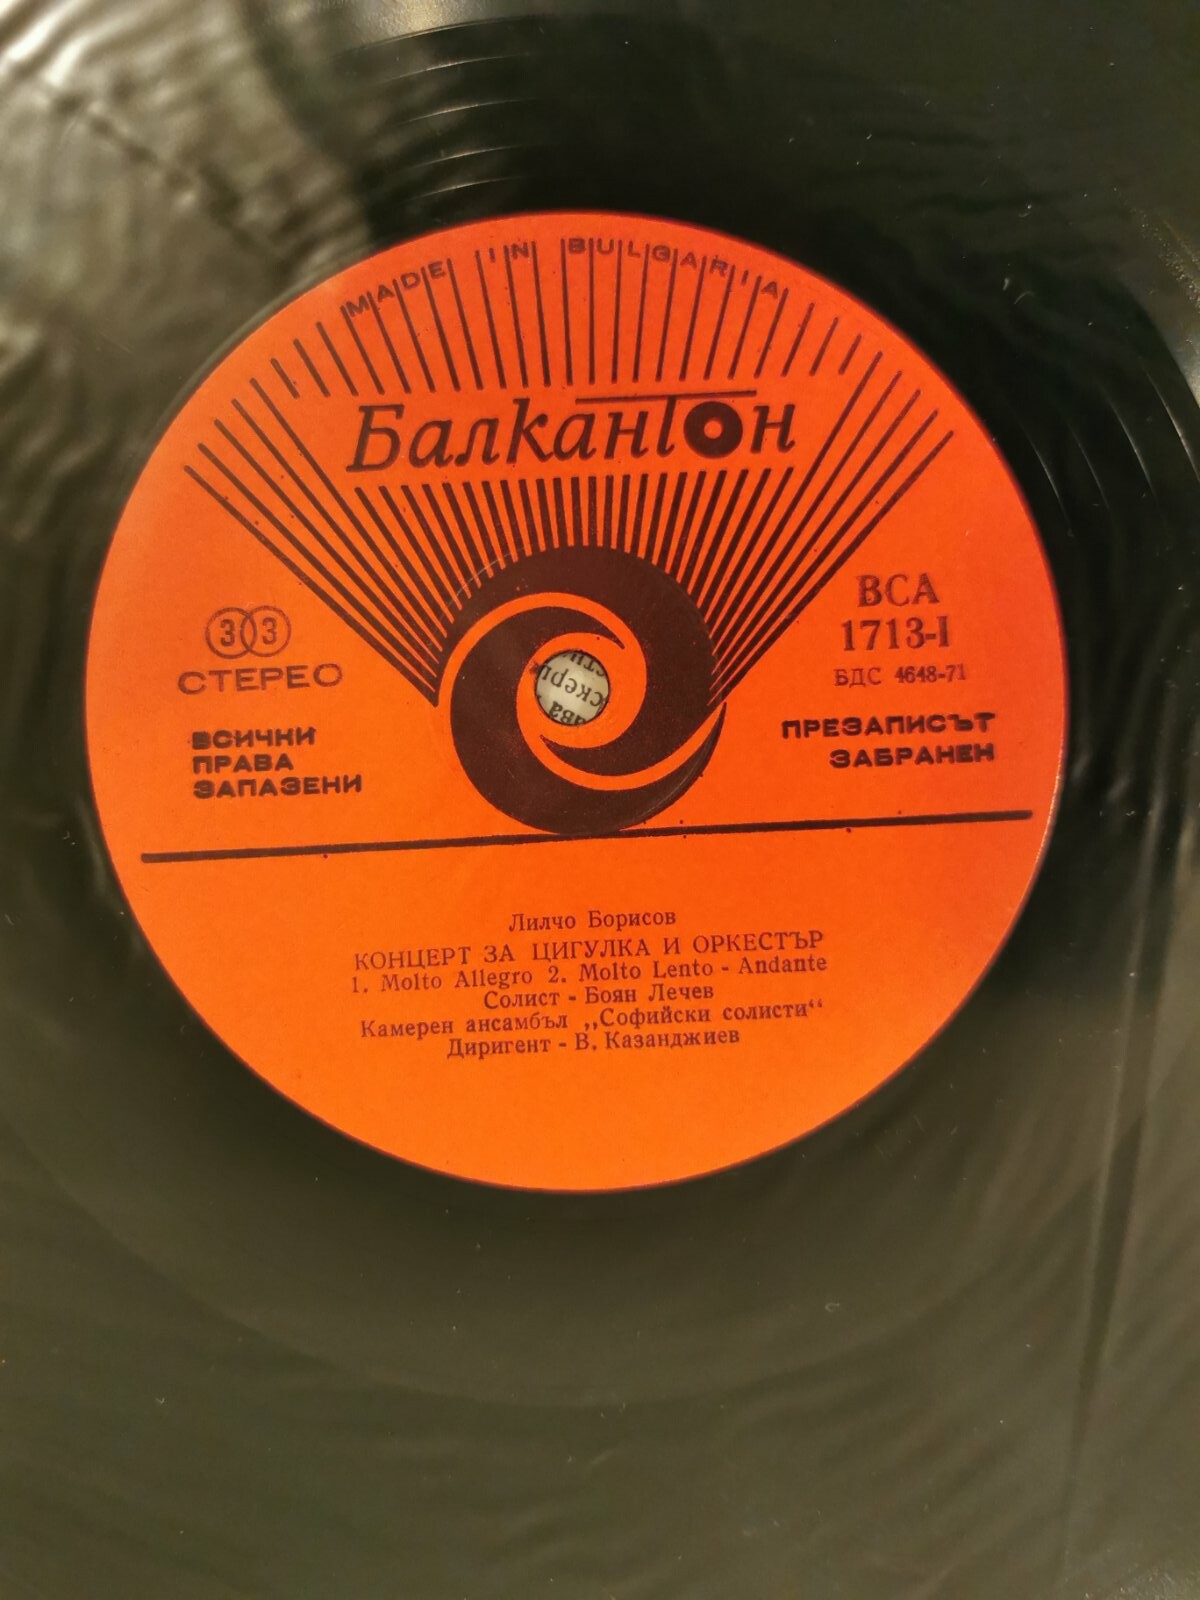 MADE IN BULGARIA
Балкантон
33
СТЕРЕО
ВСИЧКИ
ПРАВА
ЗАПАЗЕНИ
ВСА
1713-I
БДС 4648-71
ПРЕЗАПИСЪТ
ЗАБРАНЕН
Лилчо Борисов
КОНЦЕРТ ЗА ЦИГУЛКА И ОРКЕСТЪР
1. Molto Allegro 2. Molto Lento - Andante
Солист - Боян Лечев
Камерен ансамбъл „Софийски солисти“
Диригент - В. Казанджиев